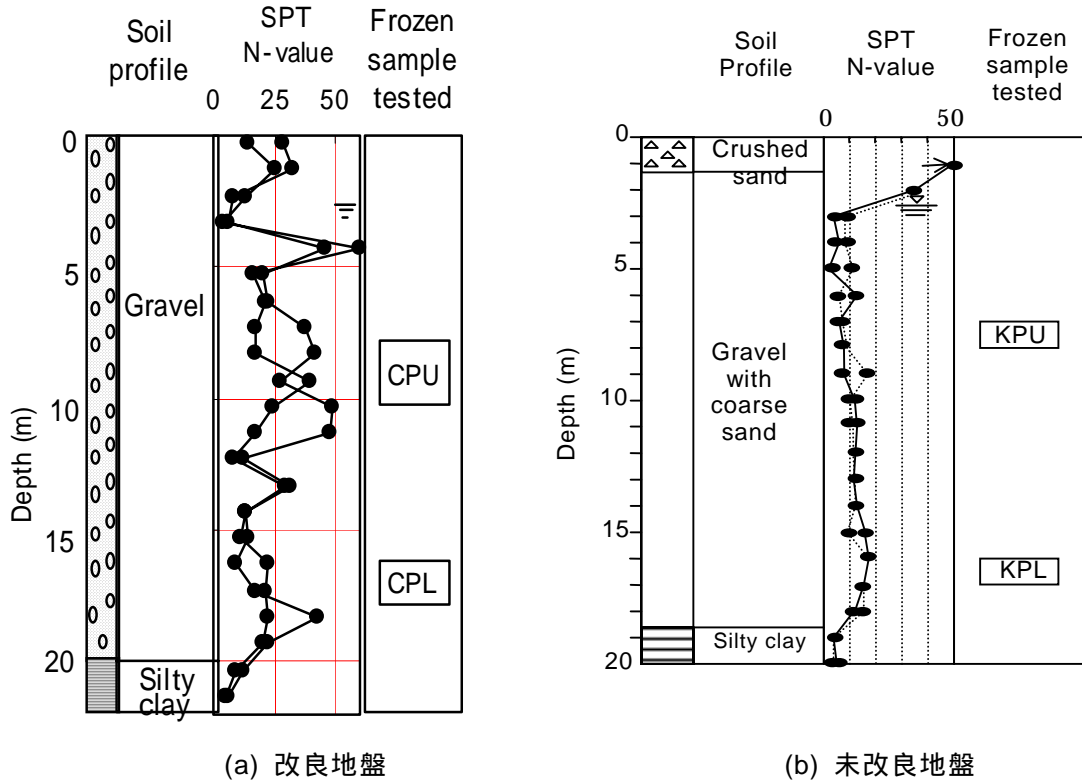 Soil
profile
SPT
N-value
Frozen
sample
tested
0 25 50
0
5
10
15
20
Depth (m)
Gravel
Silty
clay
CPU
CPL
(a) 改良地盤
Soil
Profile
SPT
N-value
Frozen
sample
tested
0 50
0
5
10
15
20
Depth (m)
Crushed
sand
Gravel
with
coarse
sand
Silty clay
KPU
KPL
(b) 未改良地盤